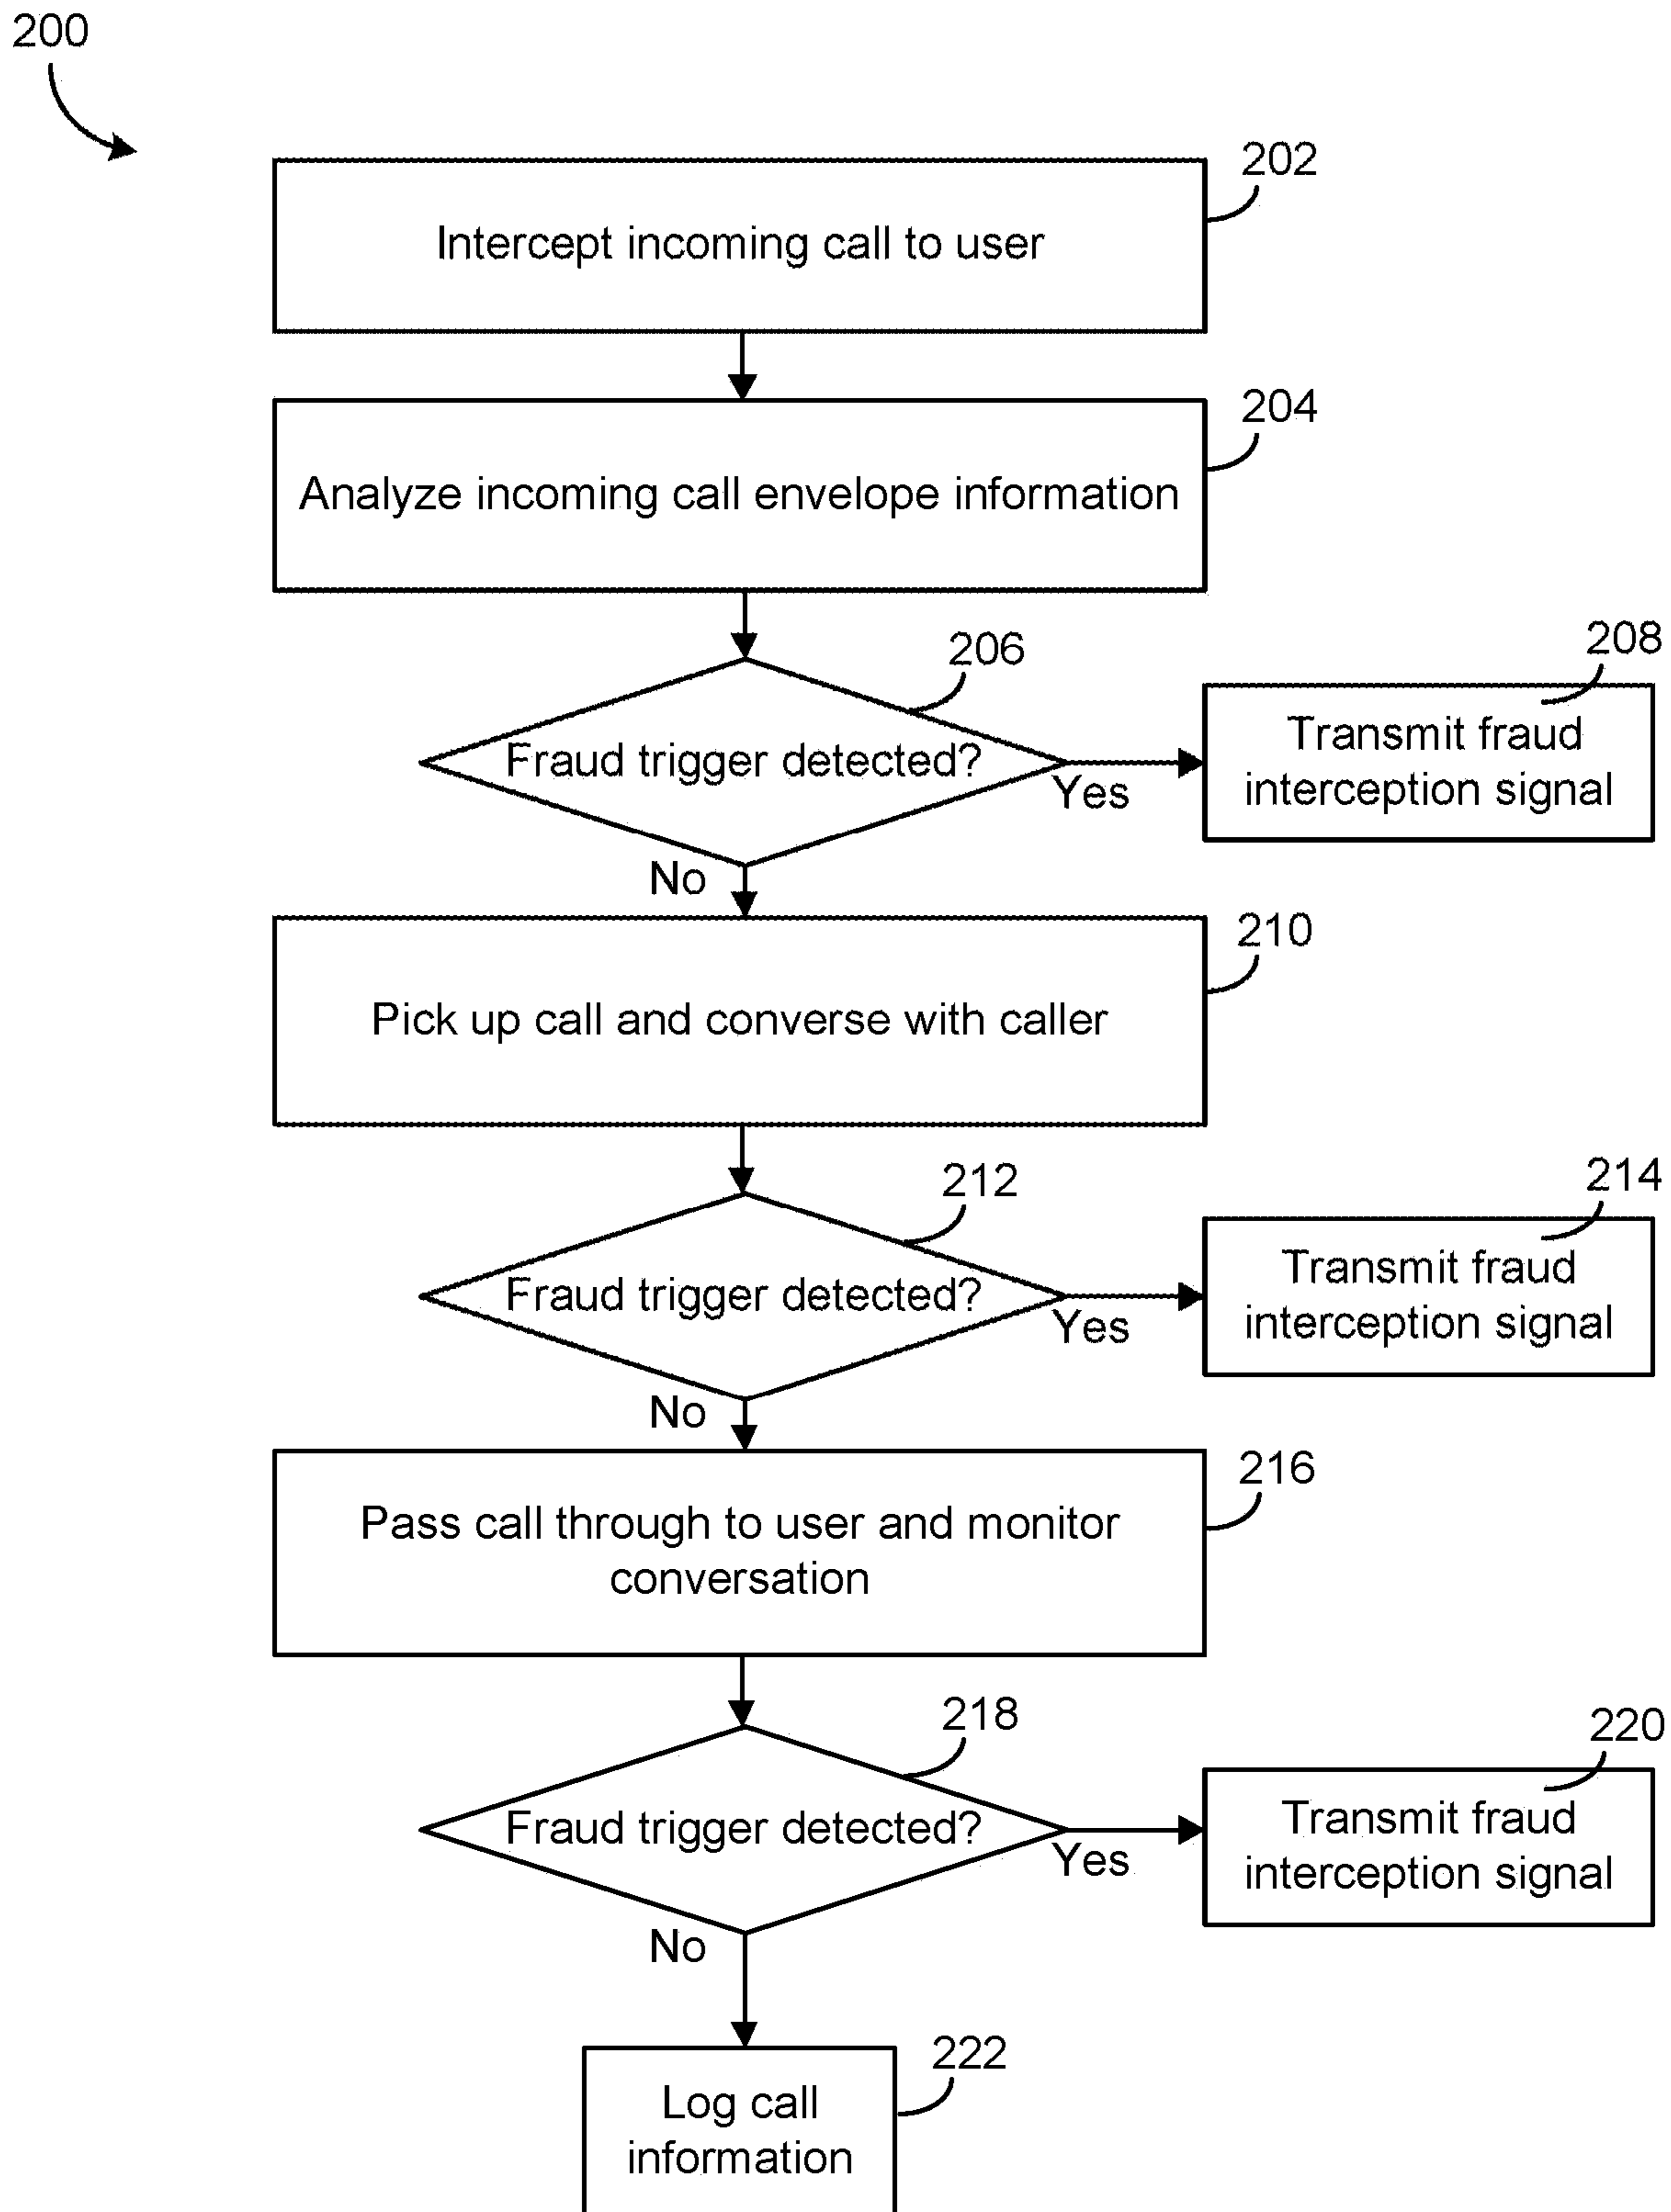 200
202
Intercept incoming call to user
204
Analyze incoming call envelope information
206
208
Fraud trigger detected?
Yes
Transmit fraud
interception signal
No
210
Pick up call and converse with caller
212
214
Fraud trigger detected?
Yes
Transmit fraud
interception signal
No
216
Pass call through to user and monitor
conversation
218
220
Fraud trigger detected?
Yes
Transmit fraud
interception signal
No
222
Log call
information